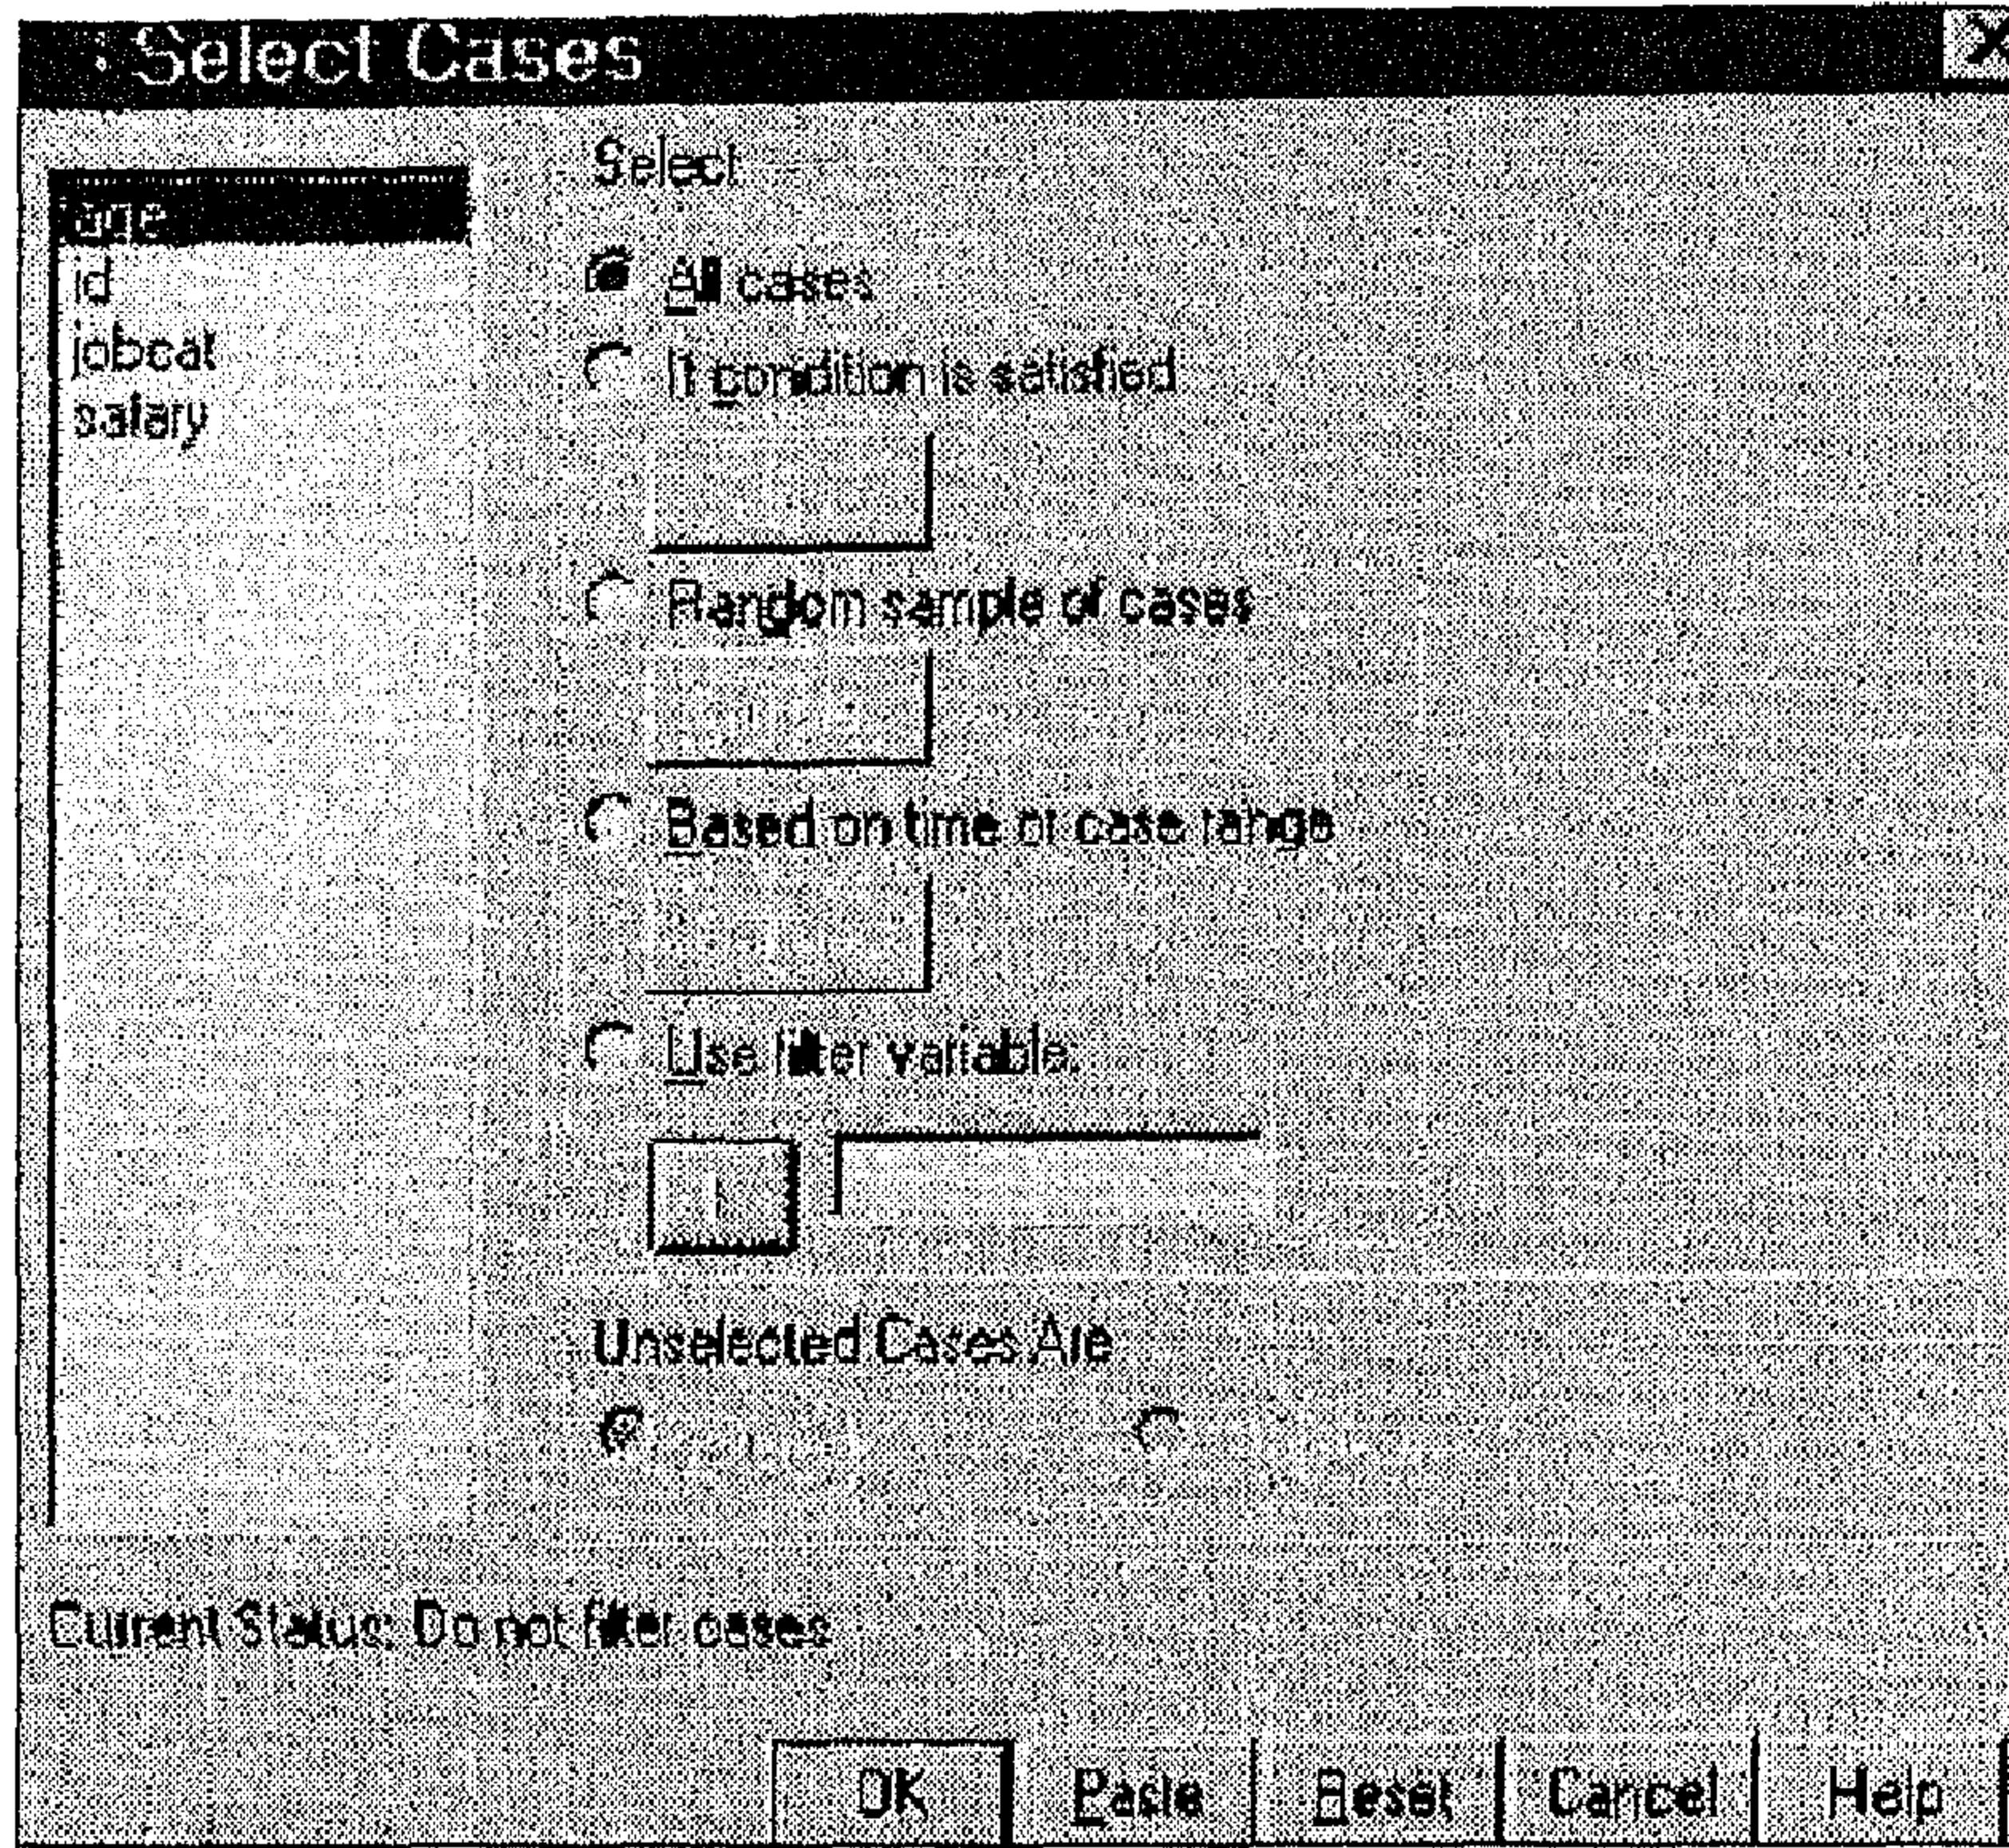 Select Cases
age
id
jobcat
salary
Select
All cases
If condition is satisfied
Random sample of cases
Based on time or case range
Use filter variable:
Unselected Cases Are
Current Status: Do not filter cases
OK Paste Reset Cancel Help